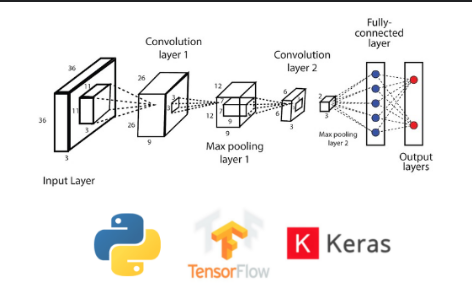 Fully-
connected
layer
Convolution
layer 1
Convolution
layer 2
36
11
11
36
3
3
Input Layer
26
3
26
9
12
12
9
9
Max pooling
layer 1
6
6
3
2
3
Max pooling
layer 2
Output
layers
TensorFlow
K Keras